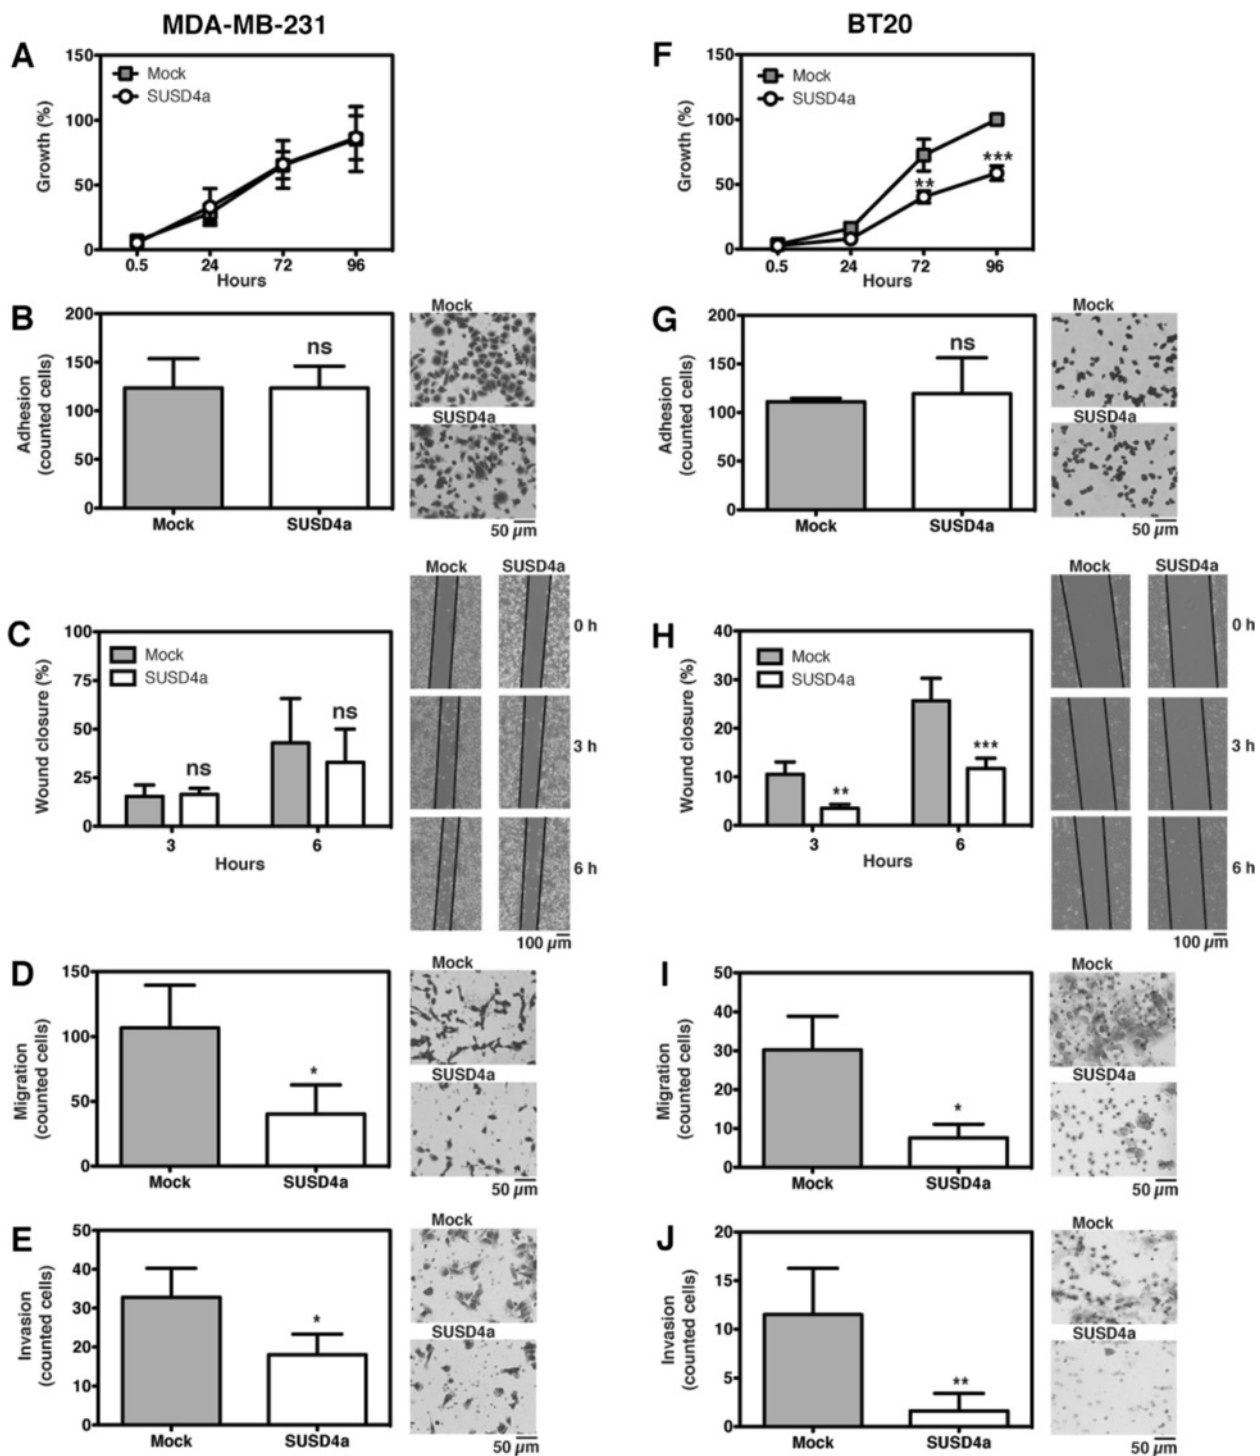 MDA-MB-231
A
150
100
50
0
Growth (%)
Mock
SUSD4a
0.5 24 72 96
Hours
B
200
150
100
50
0
Adhesion
(counted cells)
ns
Mock SUSD4a
Mock
SUSD4a
50 µm
C
100
75
50
25
0
Wound closure (%)
Mock
SUSD4a
ns
ns
3 6
Hours
Mock SUSD4a
0 h
3 h
6 h
100 µm
D
150
100
50
0
Migration
(counted cells)
*
Mock SUSD4a
Mock
SUSD4a
50 µm
E
50
40
30
20
10
0
Invasion
(counted cells)
*
Mock SUSD4a
Mock
SUSD4a
50 µm
BT20
F
150
100
50
0
Growth (%)
Mock
SUSD4a
**
***
0.5 24 72 96
Hours
G
200
150
100
50
0
Adhesion
(counted cells)
ns
Mock SUSD4a
Mock
SUSD4a
50 µm
H
40
30
20
10
0
Wound closure (%)
Mock
SUSD4a
**
***
3 6
Hours
Mock SUSD4a
0 h
3 h
6 h
100 µm
I
50
40
30
20
10
0
Migration
(counted cells)
*
Mock SUSD4a
Mock
SUSD4a
50 µm
J
20
15
10
5
0
Invasion
(counted cells)
**
Mock SUSD4a
Mock
SUSD4a
50 µm